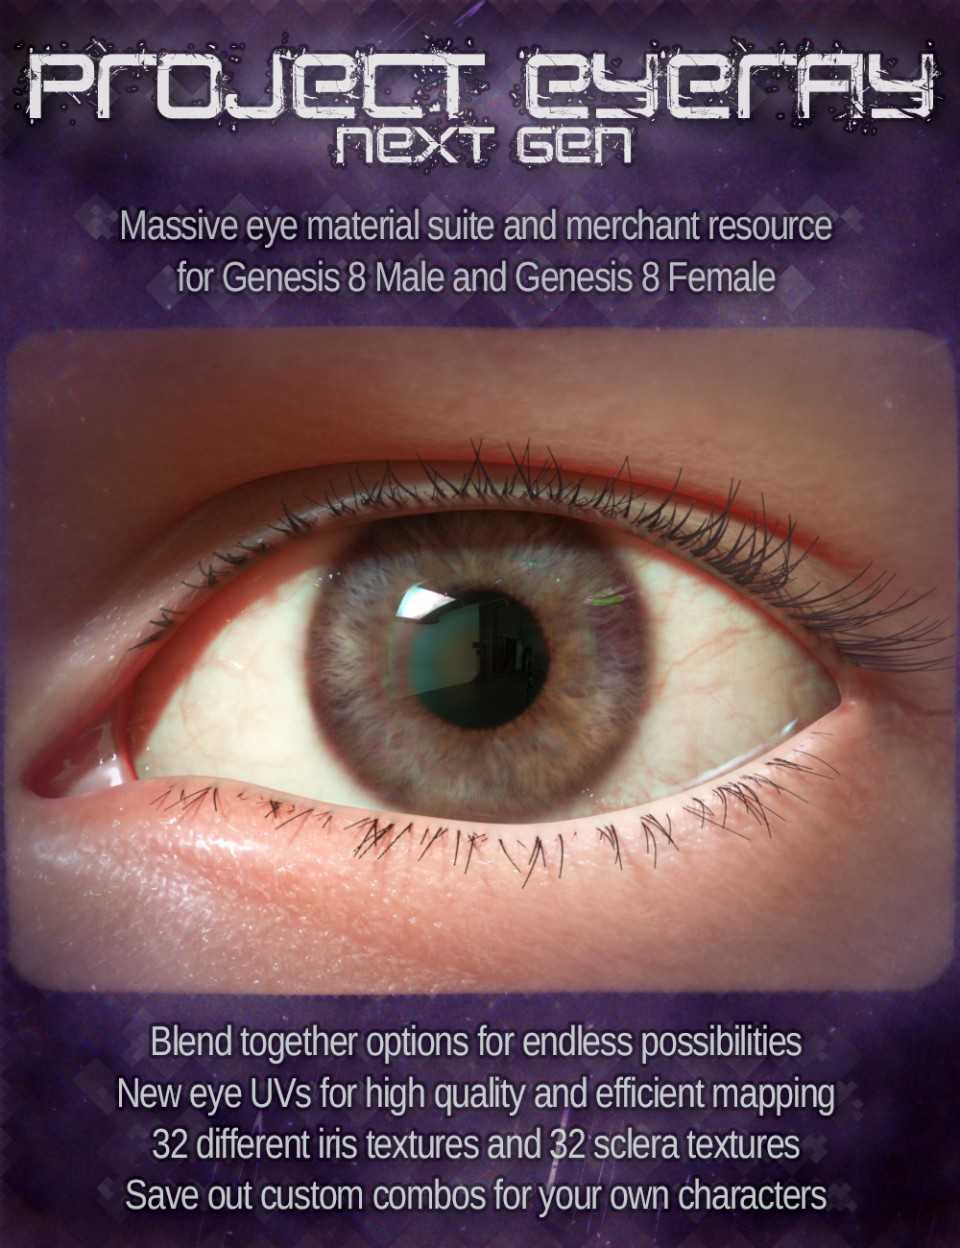 PROJECT EYERAY
NEXT GEN
Massive eye material suite and merchant resource
for Genesis 8 Male and Genesis 8 Female
Blend together options for endless possibilities
New eye UVs for high quality and efficient mapping
32 different iris textures and 32 sclera textures
Save out custom combos for your own characters